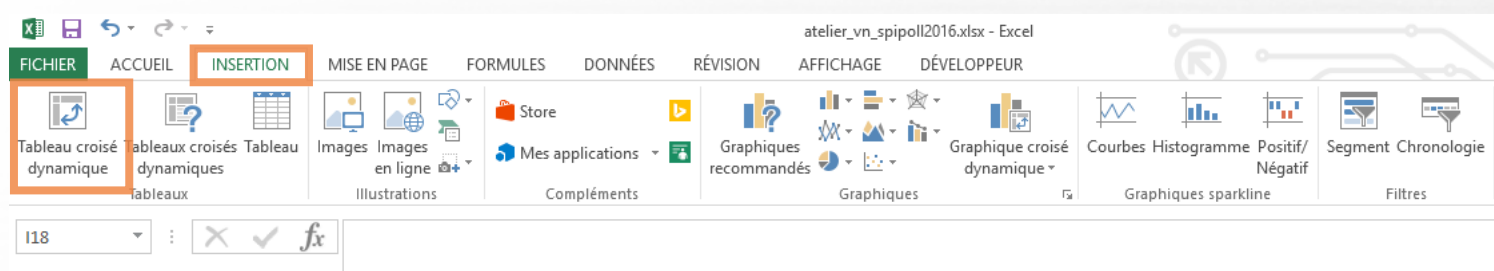 atelier_vn_spipoll2016.xlsx - Excel
FICHIER ACCUEIL INSERTION MISE EN PAGE FORMULES DONNÉES RÉVISION AFFICHAGE DÉVELOPPEUR
Tableau croisé dynamique
Tableaux croisés dynamiques
Tableau
Tableaux
Images
Images en ligne
Illustrations
Store
Mes applications
Compléments
Graphiques recommandés
Graphique croisé dynamique
Graphiques
Courbes
Histogramme
Positif/ Négatif
Graphiques sparkline
Segment
Chronologie
Filtres
I18
fx